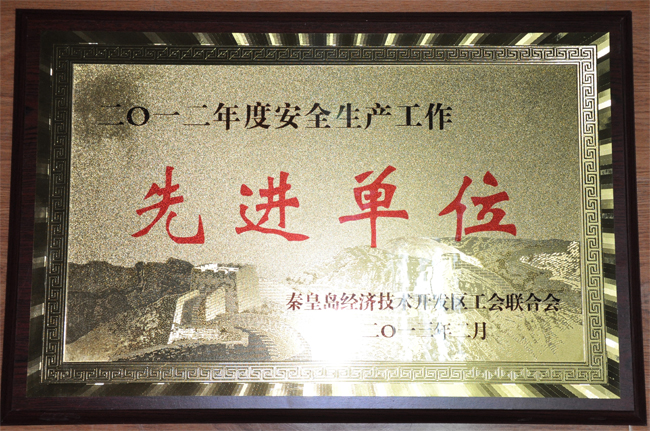 二〇一二年度安全生产工作
先进单位
秦皇岛经济技术开发区工会联合会
二〇一三年二月